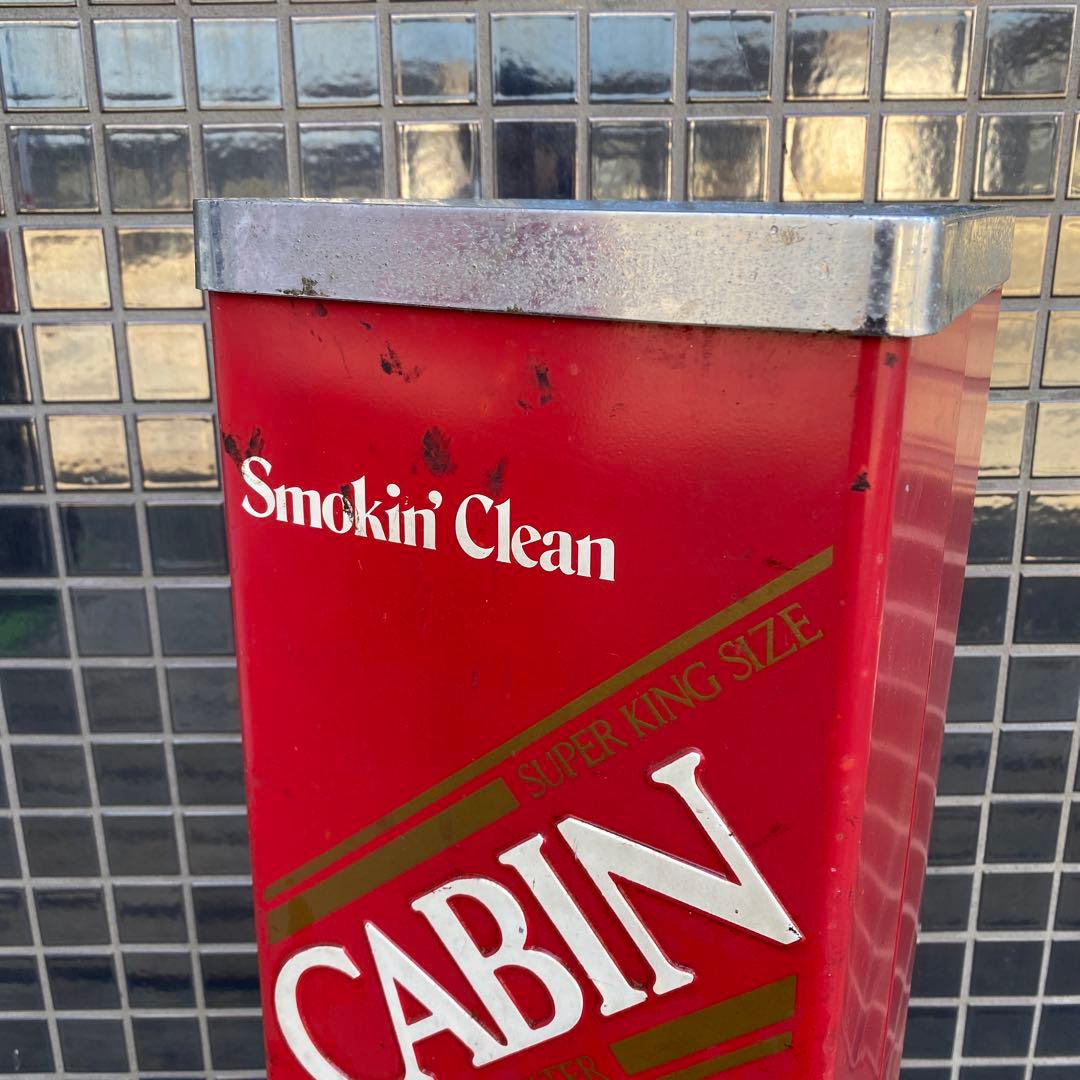 Smokin' Clean
SUPER KING SIZE
CABIN